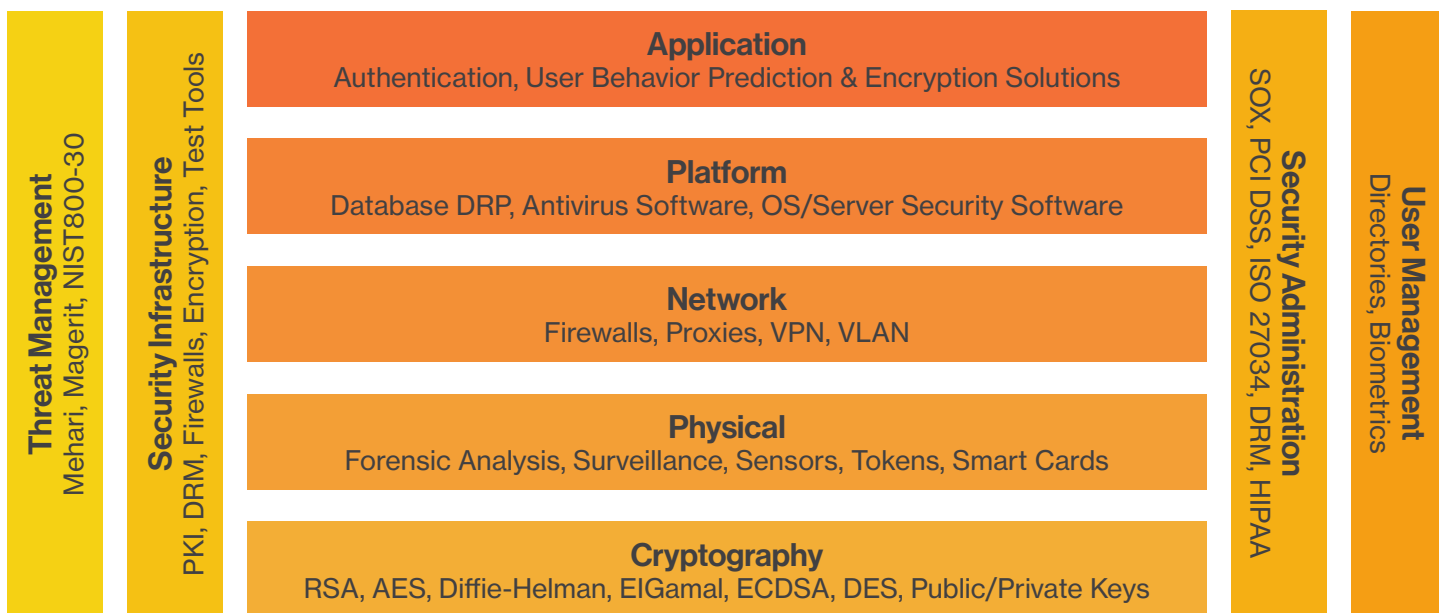 Threat Management
Mehari, Magerit, NIST800-30
Security Infrastructure
PKI, DRM, Firewalls, Encryption, Test Tools
Application
Authentication, User Behavior Prediction & Encryption Solutions
Platform
Database DRP, Antivirus Software, OS/Server Security Software
Network
Firewalls, Proxies, VPN, VLAN
Physical
Forensic Analysis, Surveillance, Sensors, Tokens, Smart Cards
Cryptography
RSA, AES, Diffie-Helman, EIGamal, ECDSA, DES, Public/Private Keys
Security Administration
SOX, PCI DSS, ISO 27034, DRM, HIPAA
User Management
Directories, Biometrics